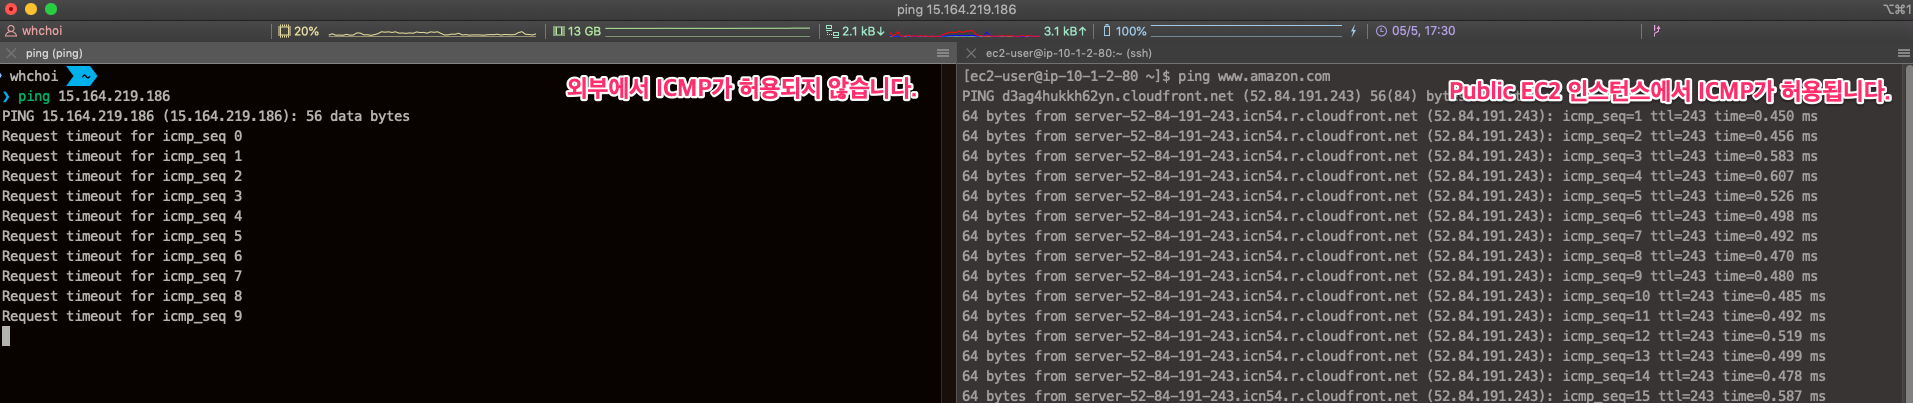 ping 15.164.219.186
⌥⌘1
whchoi
20%
13 GB
2.1 kB↓
3.1 kB↑
100%
05/5, 17:30
ping (ping)
whchoi ~
❯ ping 15.164.219.186
PING 15.164.219.186 (15.164.219.186): 56 data bytes
Request timeout for icmp_seq 0
Request timeout for icmp_seq 1
Request timeout for icmp_seq 2
Request timeout for icmp_seq 3
Request timeout for icmp_seq 4
Request timeout for icmp_seq 5
Request timeout for icmp_seq 6
Request timeout for icmp_seq 7
Request timeout for icmp_seq 8
Request timeout for icmp_seq 9
외부에서 ICMP가 허용되지 않습니다.
ec2-user@ip-10-1-2-80:~ (ssh)
[ec2-user@ip-10-1-2-80 ~]$ ping www.amazon.com
PING d3ag4hukkh62yn.cloudfront.net (52.84.191.243) 56(84) by
Public EC2 인스턴스에서 ICMP가 허용됩니다.
64 bytes from server-52-84-191-243.icn54.r.cloudfront.net (52.84.191.243): icmp_seq=1 ttl=243 time=0.450 ms
64 bytes from server-52-84-191-243.icn54.r.cloudfront.net (52.84.191.243): icmp_seq=2 ttl=243 time=0.456 ms
64 bytes from server-52-84-191-243.icn54.r.cloudfront.net (52.84.191.243): icmp_seq=3 ttl=243 time=0.583 ms
64 bytes from server-52-84-191-243.icn54.r.cloudfront.net (52.84.191.243): icmp_seq=4 ttl=243 time=0.607 ms
64 bytes from server-52-84-191-243.icn54.r.cloudfront.net (52.84.191.243): icmp_seq=5 ttl=243 time=0.526 ms
64 bytes from server-52-84-191-243.icn54.r.cloudfront.net (52.84.191.243): icmp_seq=6 ttl=243 time=0.498 ms
64 bytes from server-52-84-191-243.icn54.r.cloudfront.net (52.84.191.243): icmp_seq=7 ttl=243 time=0.492 ms
64 bytes from server-52-84-191-243.icn54.r.cloudfront.net (52.84.191.243): icmp_seq=8 ttl=243 time=0.470 ms
64 bytes from server-52-84-191-243.icn54.r.cloudfront.net (52.84.191.243): icmp_seq=9 ttl=243 time=0.480 ms
64 bytes from server-52-84-191-243.icn54.r.cloudfront.net (52.84.191.243): icmp_seq=10 ttl=243 time=0.485 ms
64 bytes from server-52-84-191-243.icn54.r.cloudfront.net (52.84.191.243): icmp_seq=11 ttl=243 time=0.492 ms
64 bytes from server-52-84-191-243.icn54.r.cloudfront.net (52.84.191.243): icmp_seq=12 ttl=243 time=0.519 ms
64 bytes from server-52-84-191-243.icn54.r.cloudfront.net (52.84.191.243): icmp_seq=13 ttl=243 time=0.499 ms
64 bytes from server-52-84-191-243.icn54.r.cloudfront.net (52.84.191.243): icmp_seq=14 ttl=243 time=0.478 ms
64 bytes from server-52-84-191-243.icn54.r.cloudfront.net (52.84.191.243): icmp_seq=15 ttl=243 time=0.587 ms